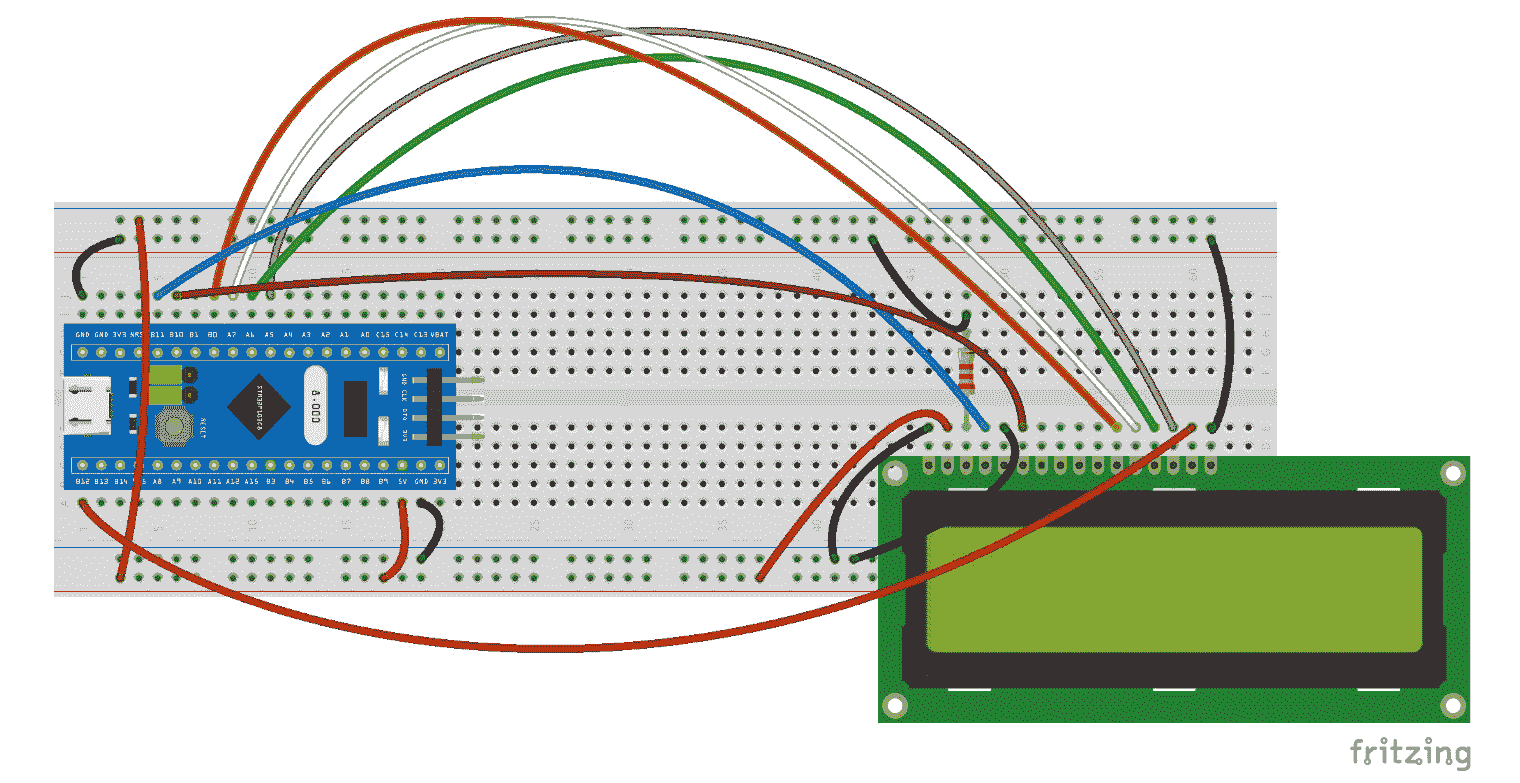 GND GND 3V3 B11 B10 B1 B0 A7 A6 A5 A4 A3 A2 A1 A0 C15 C14 C13 VBAT
8.000
STM32F103C8
RESET
GND
CLK
DIO
3V3
B12 B13 B14 A8 A9 A10 A11 A12 A15 B3 B4 B5 B6 B7 B8 B9 5V GND 3V3
fritzing